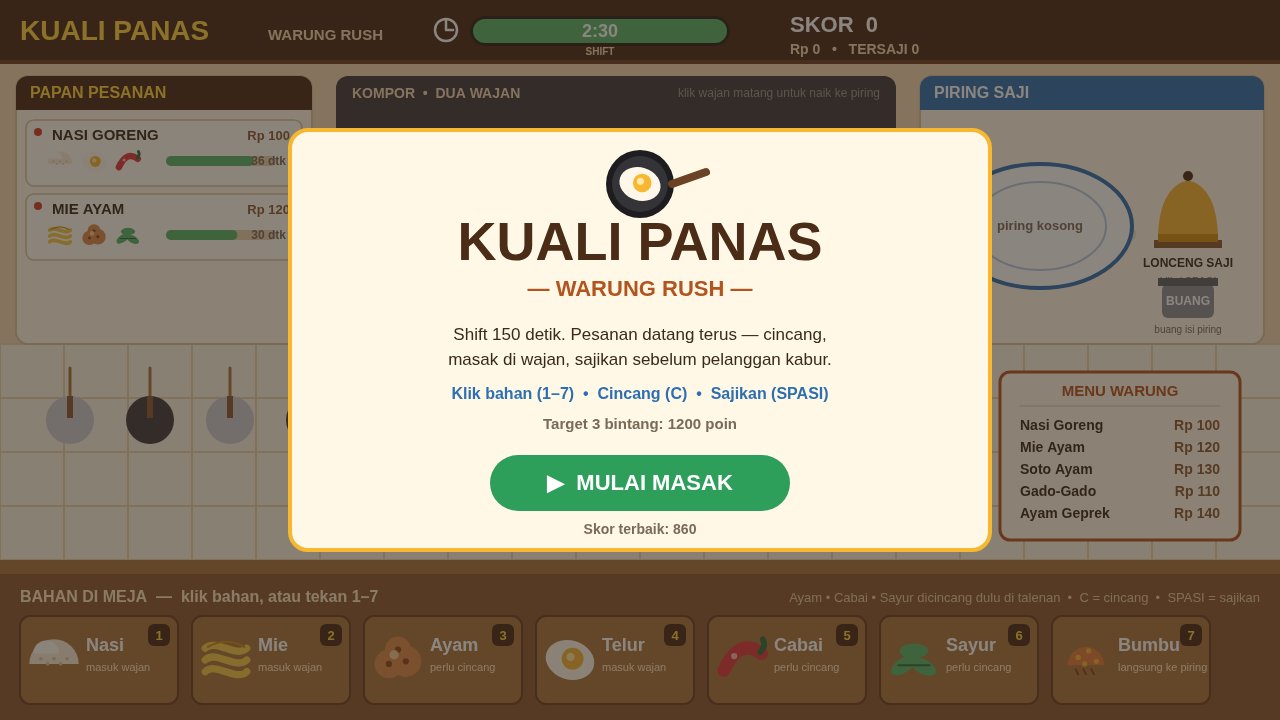 KUALI PANAS
WARUNG RUSH
2:30
SHIFT
SKOR 0
Rp 0 • TERSAJI 0
PAPAN PESANAN
NASI GORENG
Rp 100
36 dtk
MIE AYAM
Rp 120
30 dtk
KOMPOR • DUA WAJAN
klik wajan matang untuk naik ke piring
PIRING SAJI
piring kosong
LONCENG SAJI
BUANG
buang isi piring
KUALI PANAS
— WARUNG RUSH —
Shift 150 detik. Pesanan datang terus — cincang,
masak di wajan, sajikan sebelum pelanggan kabur.
Klik bahan (1–7) • Cincang (C) • Sajikan (SPASI)
Target 3 bintang: 1200 poin
▶ MULAI MASAK
Skor terbaik: 860
MENU WARUNG
Nasi Goreng Rp 100
Mie Ayam Rp 120
Soto Ayam Rp 130
Gado-Gado Rp 110
Ayam Geprek Rp 140
BAHAN DI MEJA — klik bahan, atau tekan 1–7
Ayam • Cabai • Sayur dicincang dulu di talenan • C = cincang • SPASI = sajikan
Nasi 1
masuk wajan
Mie 2
masuk wajan
Ayam 3
perlu cincang
Telur 4
masuk wajan
Cabai 5
perlu cincang
Sayur 6
perlu cincang
Bumbu 7
langsung ke piring